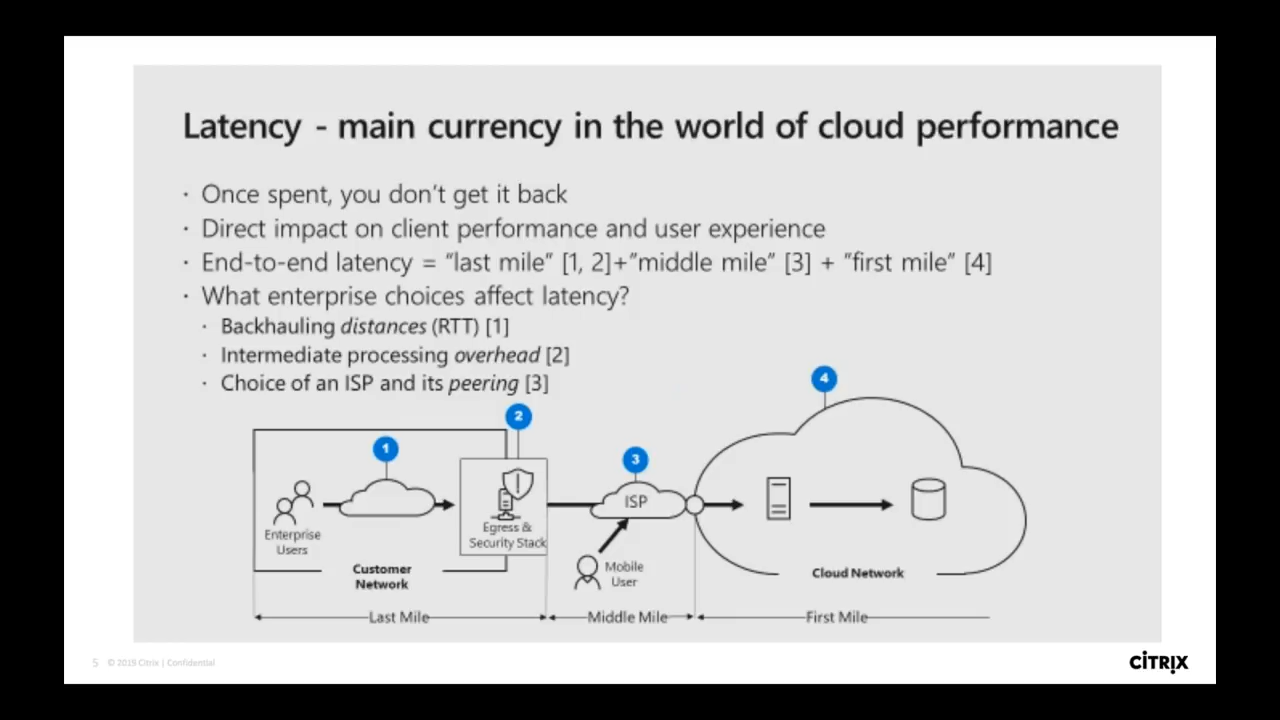 Latency - main currency in the world of cloud performance
· Once spent, you don't get it back
· Direct impact on client performance and user experience
· End-to-end latency = "last mile" [1, 2]+"middle mile" [3] + "first mile" [4]
· What enterprise choices affect latency?
· Backhauling distances (RTT) [1]
· Intermediate processing overhead [2]
· Choice of an ISP and its peering [3]
4
2
1
3
ISP
Enterprise
Users
Egress &
Security Stack
Mobile
User
Customer
Network
Cloud Network
Last Mile
Middle Mile
First Mile
5 © 2019 Citrix | Confidential
CITRIX